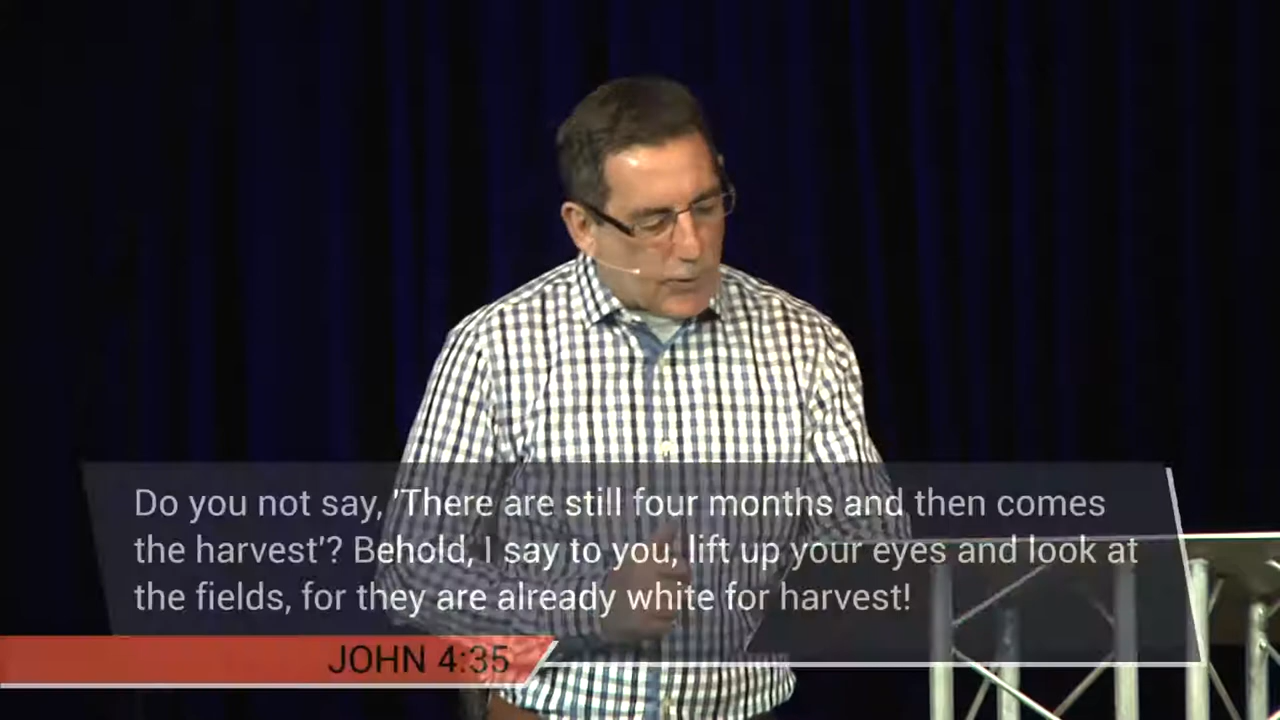 Do you not say, 'There are still four months and then comes
the harvest'? Behold, I say to you, lift up your eyes and look at
the fields, for they are already white for harvest!
JOHN 4:35